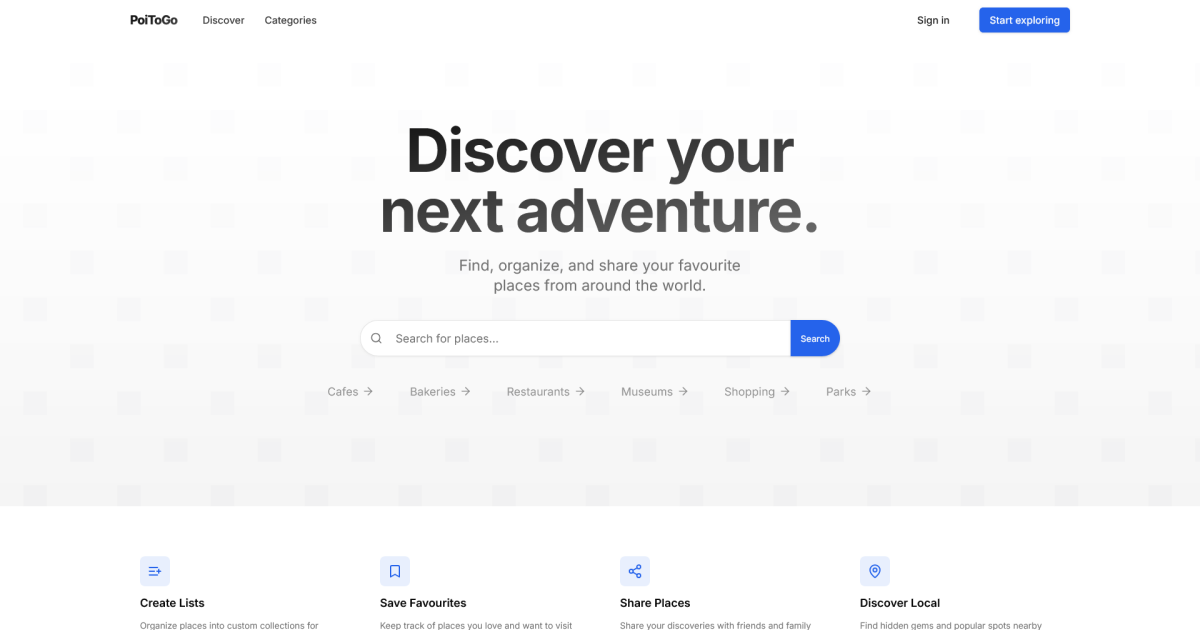 PoiToGo
Discover
Categories
Sign in
Start exploring
Discover your
next adventure.
Find, organize, and share your favourite
places from around the world.
Search for places...
Search
Cafes →
Bakeries →
Restaurants →
Museums →
Shopping →
Parks →
Create Lists
Organize places into custom collections for
Save Favourites
Keep track of places you love and want to visit
Share Places
Share your discoveries with friends and family
Discover Local
Find hidden gems and popular spots nearby